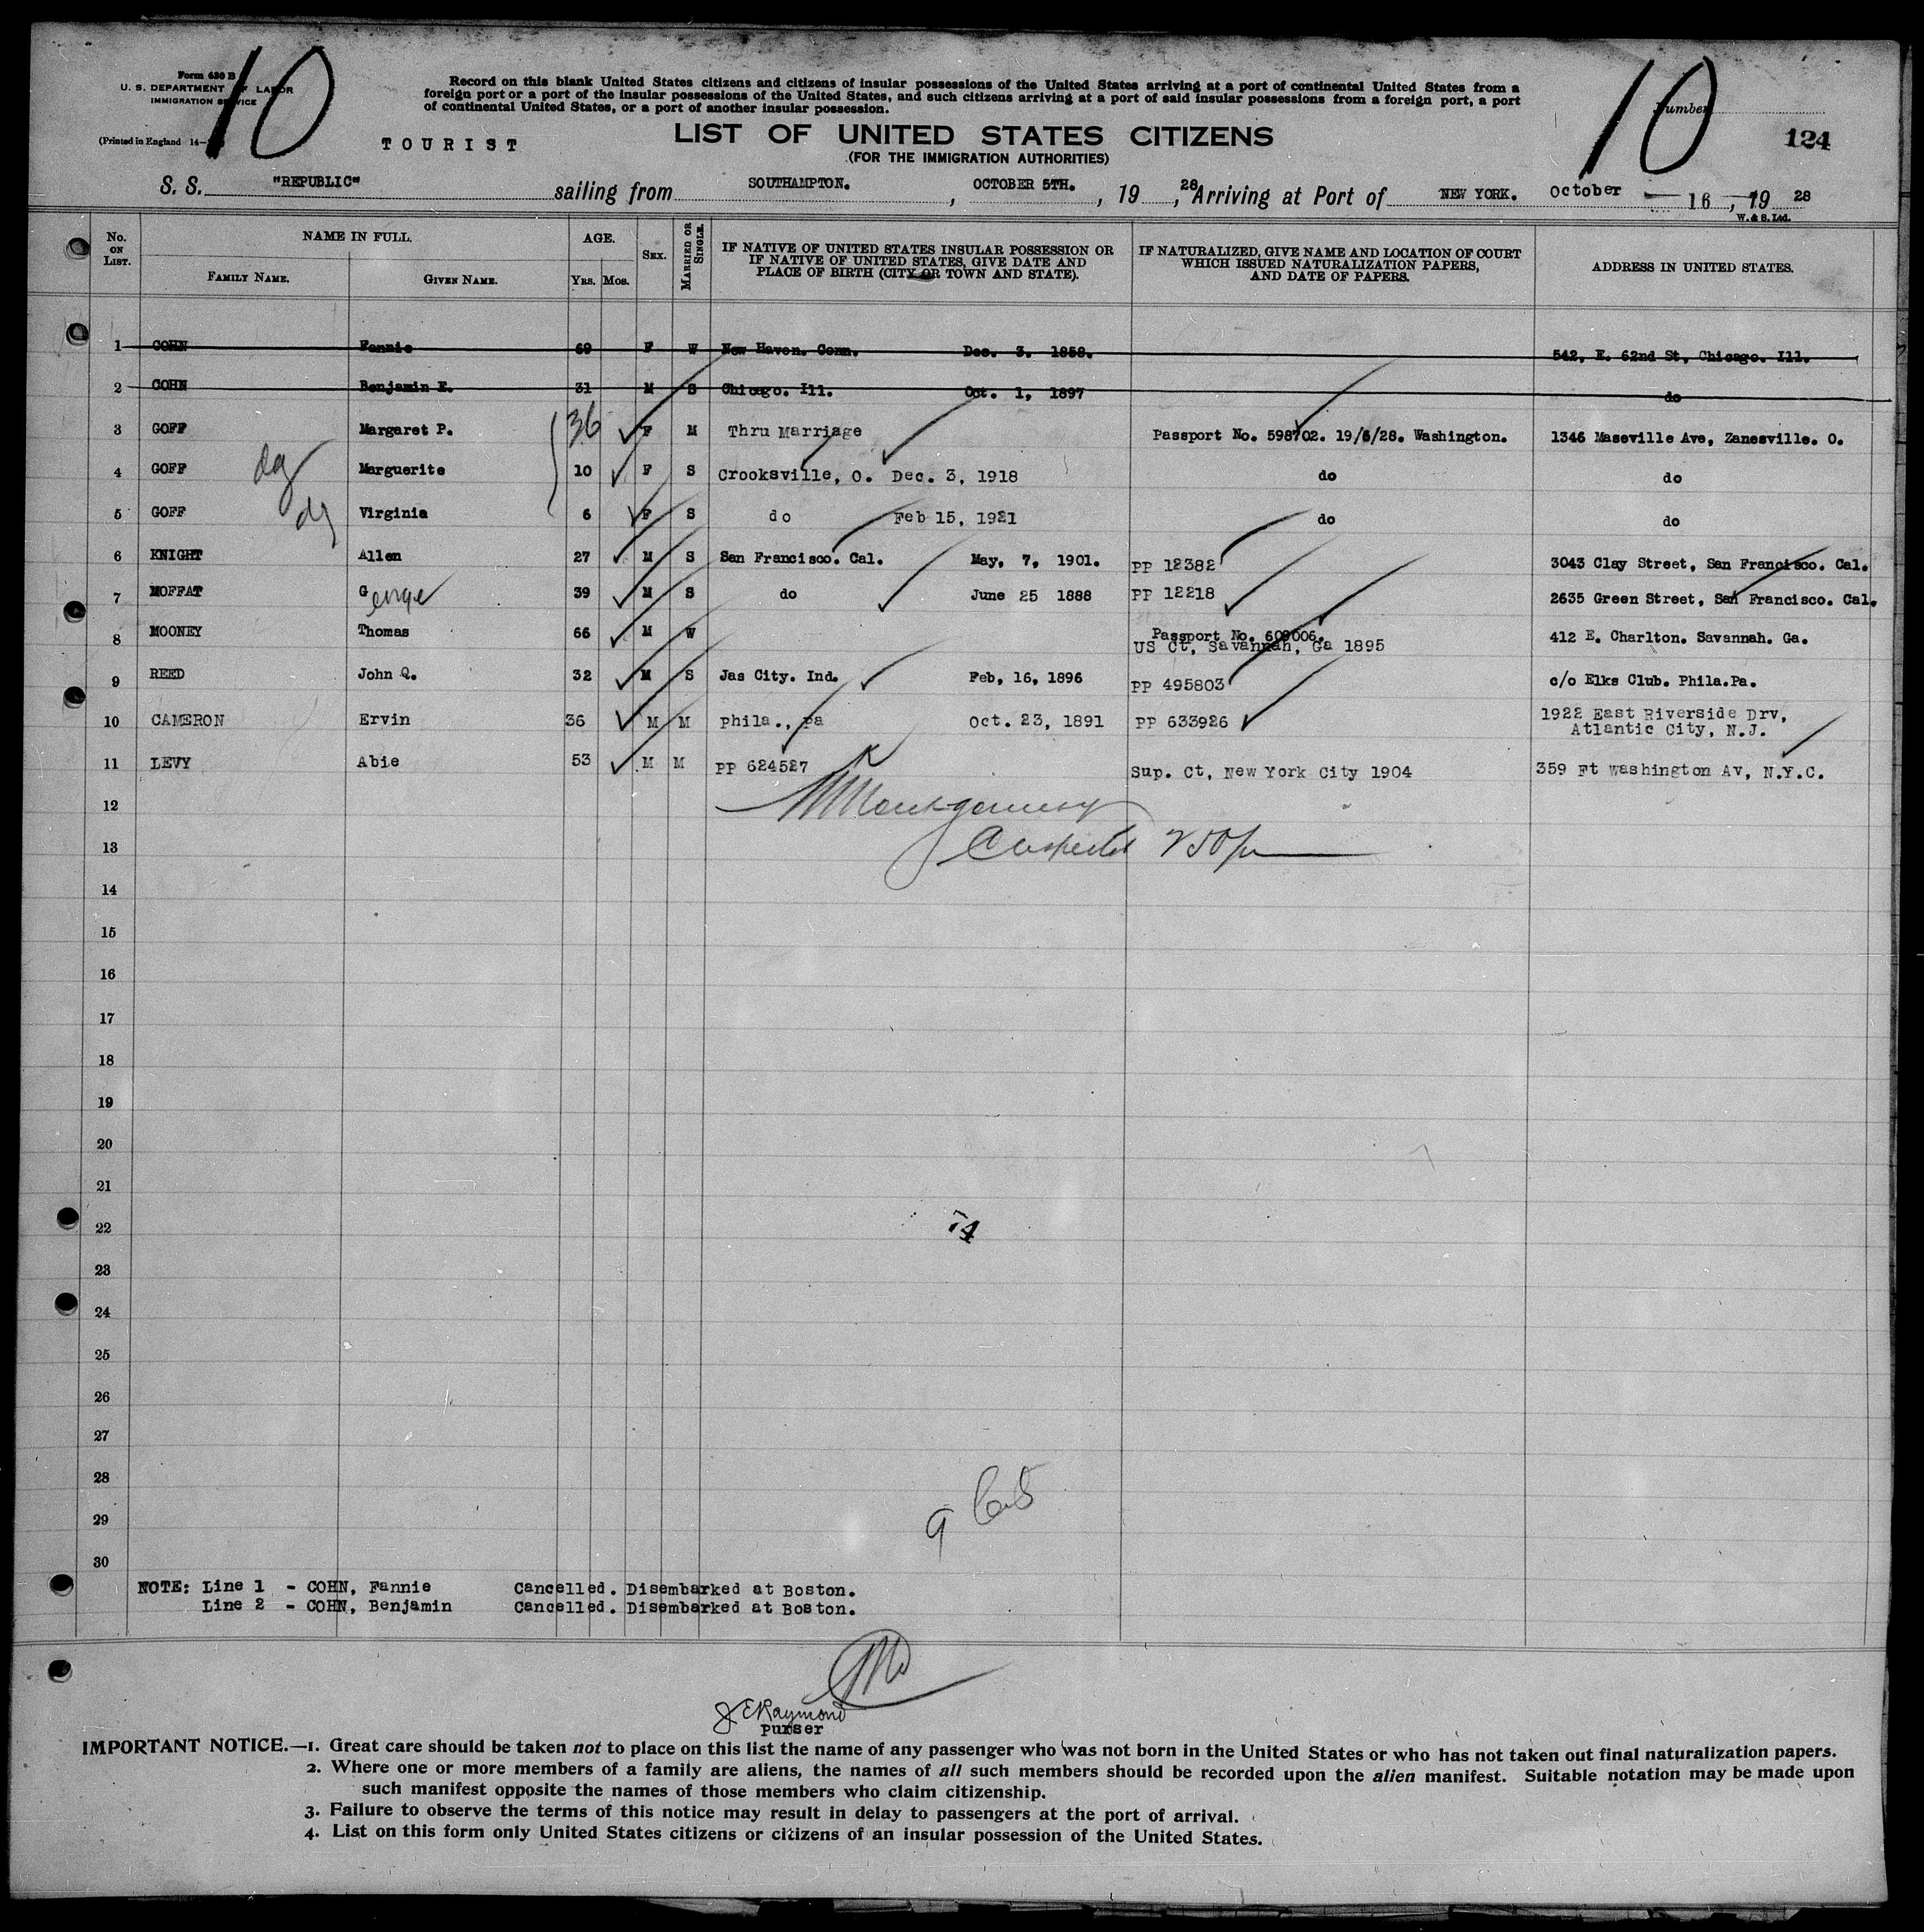 10
10
Form 630 B
U. S. DEPARTMENT OF LABOR
IMMIGRATION SERVICE
(Printed in England 14-
Record on this blank United States citizens and citizens of insular possessions of the United States arriving at a port of continental United States from a
foreign port or a port of the insular possessions of the United States, and such citizens arriving at a port of said insular possessions from a foreign port, a port
of continental United States, or a port of another insular possession.
Number
124
TOURIST
LIST OF UNITED STATES CITIZENS
(FOR THE IMMIGRATION AUTHORITIES)
S. S. "REPUBLIC" sailing from SOUTHAMPTON. , OCTOBER 5TH. , 19 28, Arriving at Port of NEW YORK. October 16, 19 28
W. & S. Ltd.
No. ON LIST. NAME IN FULL. AGE. SEX. MARRIED OR SINGLE. IF NATIVE OF UNITED STATES INSULAR POSSESSION OR IF NATIVE OF UNITED STATES, GIVE DATE AND PLACE OF BIRTH (CITY OR TOWN AND STATE). IF NATURALIZED, GIVE NAME AND LOCATION OF COURT WHICH ISSUED NATURALIZATION PAPERS, AND DATE OF PAPERS. ADDRESS IN UNITED STATES.
FAMILY NAME. GIVEN NAME. YRS. MOS.
1 COHN Fannie 69 F W New Haven. Conn. Dec. 3. 1858. 542, E. 62nd St, Chicago. Ill.
2 COHN Benjamin E. 31 M S Chicago. Ill. Oct. 1, 1897 do
3 GOFF Margaret P. 36 F M Thru Marriage Passport No. 598702. 19/6/28. Washington. 1346 Maseville Ave, Zanesville. O.
4 GOFF Marguerite 10 F S Crooksville, O. Dec. 3, 1918 do do
5 GOFF Virginia 6 F S do Feb 15, 1921 do do
6 KNIGHT Allen 27 M S San Francisco. Cal. May, 7, 1901. PP 12382 3043 Clay Street, San Francisco. Cal.
7 MOFFAT George 39 M S do June 25 1888 PP 12218 2635 Green Street, San Francisco. Cal.
8 MOONEY Thomas 66 M W Passport No. 609006. US Ct, Savannah, Ga 1895 412 E. Charlton. Savannah. Ga.
9 REED John Q. 32 M S Jas City. Ind. Feb, 16, 1896 PP 495803 c/o Elks Club. Phila.Pa.
10 CAMERON Ervin 36 M M Phila., Pa Oct. 23, 1891 PP 633926 1922 East Riverside Drv, Atlantic City, N.J.
11 LEVY Abie 53 M M PP 624527 Sup. Ct, New York City 1904 359 Ft Washington Av, N.Y.C.
12 Montgomery
13
14
15
16
17
18
19
20
21
22
23
24
25
26
27
28
29
30
NOTE: Line 1 - COHN, Fannie Cancelled. Disembarked at Boston.
Line 2 - COHN, Benjamin Cancelled. Disembarked at Boston.
J E Raymond
purser
IMPORTANT NOTICE.—1. Great care should be taken not to place on this list the name of any passenger who was not born in the United States or who has not taken out final naturalization papers.
2. Where one or more members of a family are aliens, the names of all such members should be recorded upon the alien manifest. Suitable notation may be made upon
such manifest opposite the names of those members who claim citizenship.
3. Failure to observe the terms of this notice may result in delay to passengers at the port of arrival.
4. List on this form only United States citizens or citizens of an insular possession of the United States.